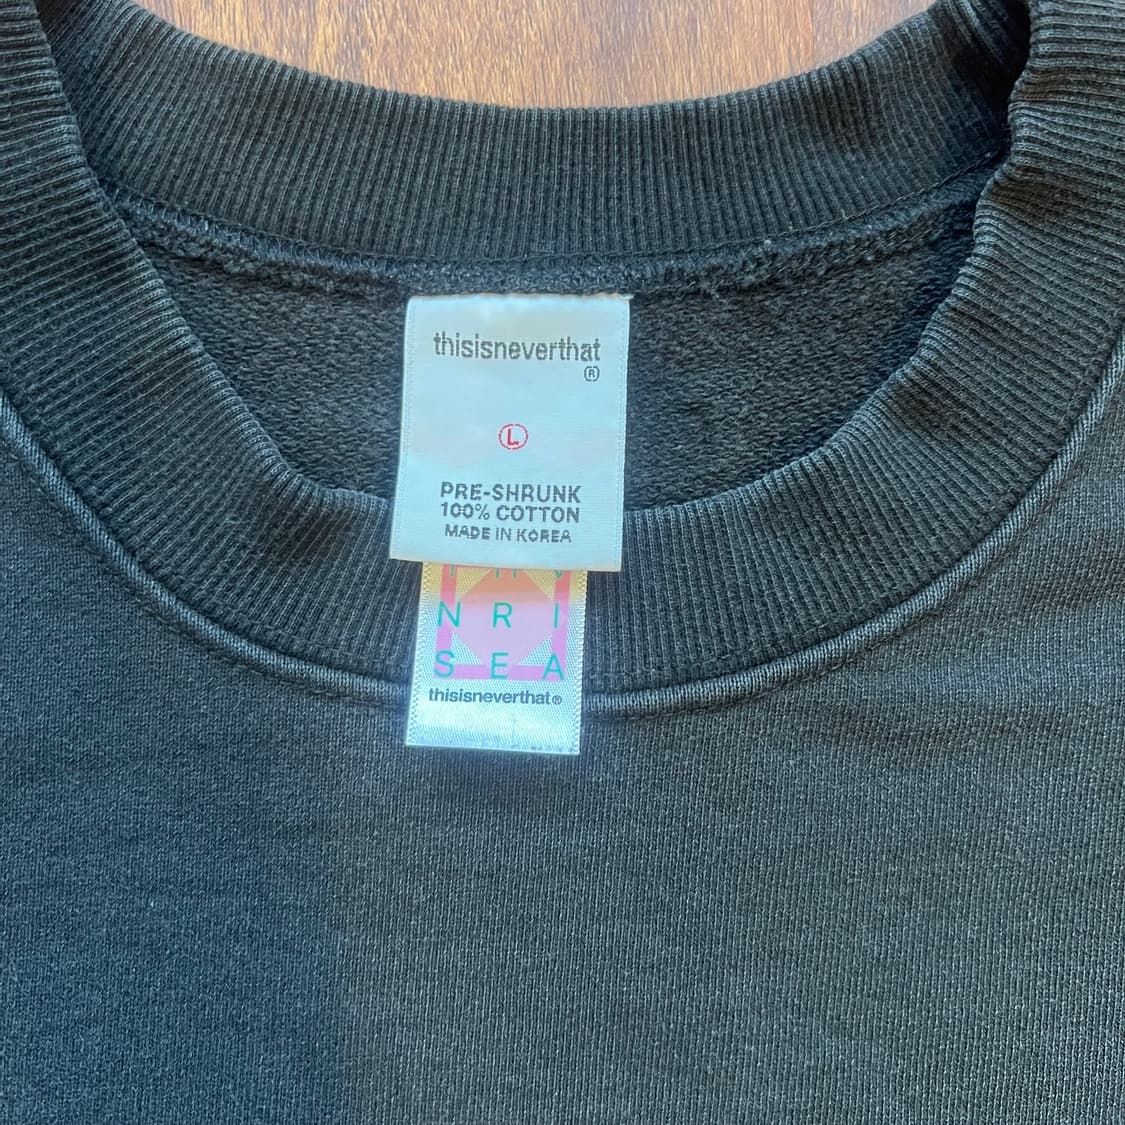 thisisneverthat
®
L
PRE-SHRUNK
100% COTTON
MADE IN KOREA
N R I
S E A
thisisneverthat®